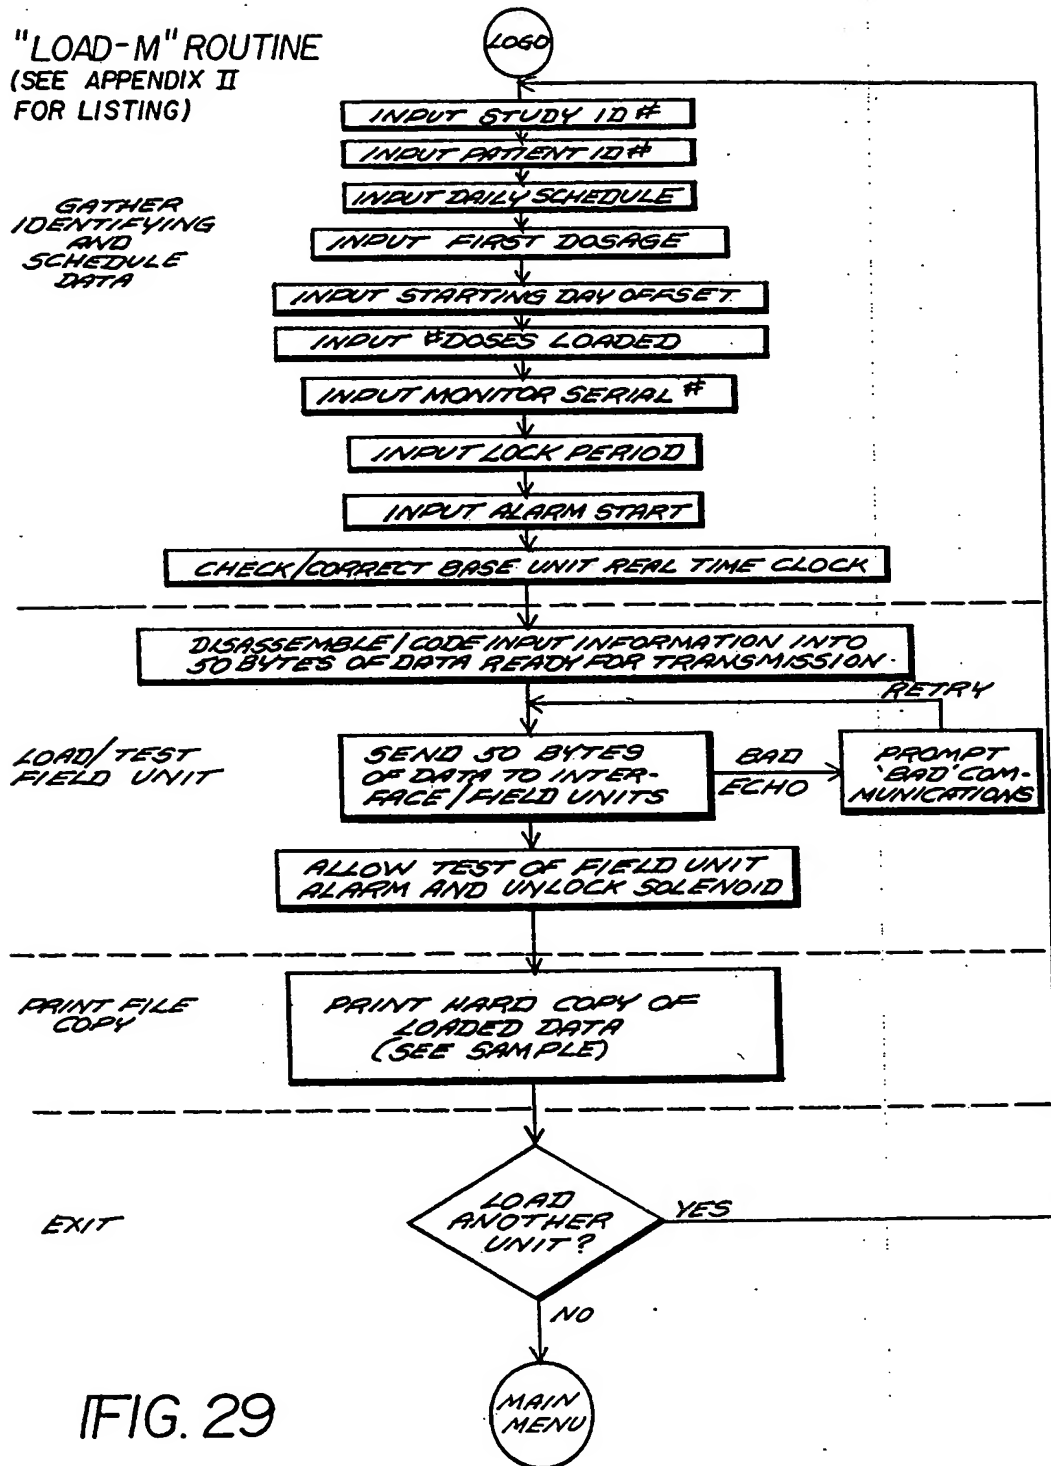 "LOAD-M" ROUTINE
(SEE APPENDIX II
FOR LISTING)
LOGO
INPUT STUDY ID #
INPUT PATIENT ID #
INPUT DAILY SCHEDULE
GATHER
IDENTIFYING
AND
SCHEDULE
DATA
INPUT FIRST DOSAGE
INPUT STARTING DAY OFFSET
INPUT #DOSES LOADED
INPUT MONITOR SERIAL #
INPUT LOCK PERIOD
INPUT ALARM START
CHECK/CORRECT BASE UNIT REAL TIME CLOCK
DISASSEMBLE/CODE INPUT INFORMATION INTO
50 BYTES OF DATA READY FOR TRANSMISSION
RETRY
LOAD/TEST
FIELD UNIT
SEND 50 BYTES
OF DATA TO INTER-
FACE/FIELD UNITS
BAD
ECHO
PROMPT
'BAD' COM-
MUNICATIONS
ALLOW TEST OF FIELD UNIT
ALARM AND UNLOCK SOLENOID
PRINT FILE
COPY
PRINT HARD COPY OF
LOADED DATA
(SEE SAMPLE)
EXIT
LOAD
ANOTHER
UNIT?
YES
NO
MAIN
MENU
FIG. 29